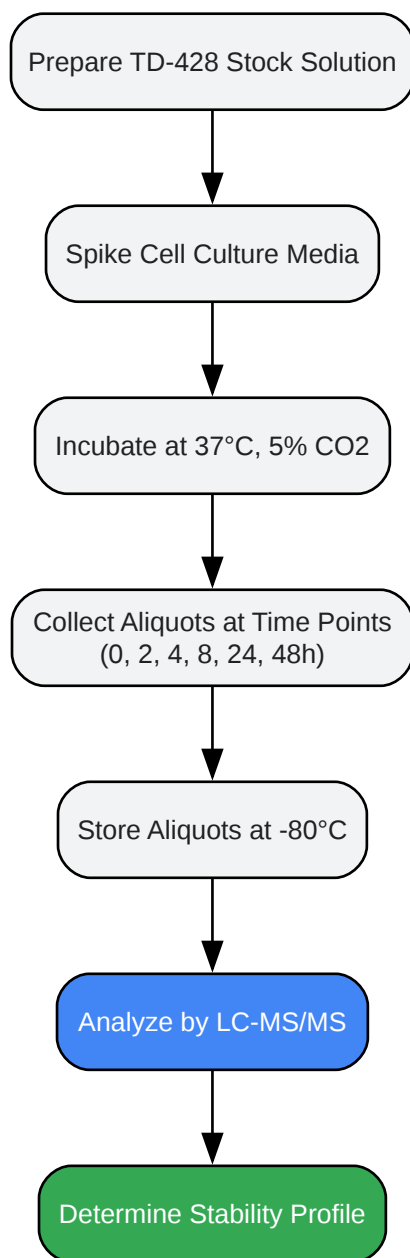 Prepare TD-428 Stock Solution
Spike Cell Culture Media
Incubate at 37°C, 5% CO2
Collect Aliquots at Time Points
(0, 2, 4, 8, 24, 48h)
Store Aliquots at -80°C
Analyze by LC-MS/MS
Determine Stability Profile